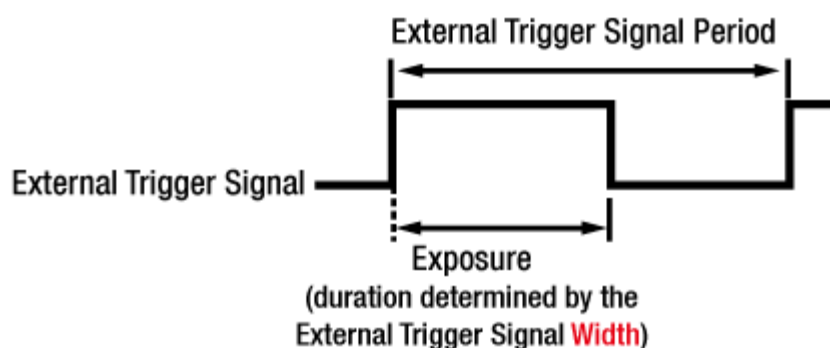 External Trigger Signal Period
External Trigger Signal
Exposure
(duration determined by the
External Trigger Signal Width)